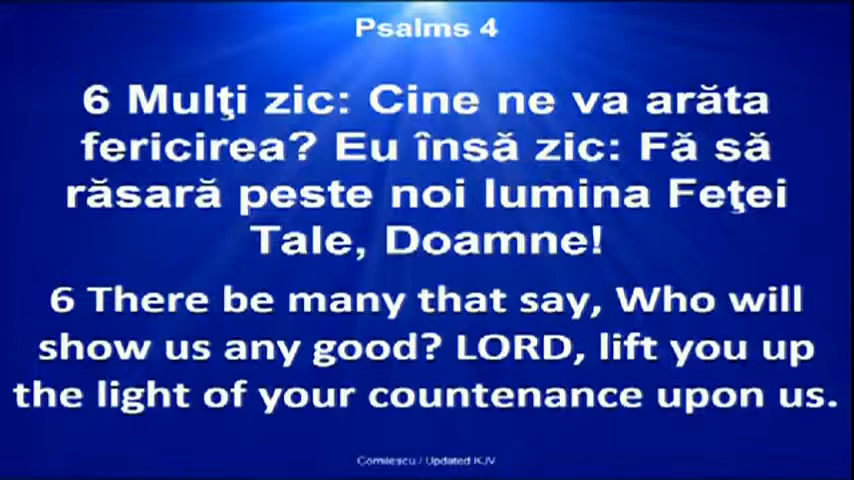 Psalms 4
6 Mulţi zic: Cine ne va arăta
fericirea? Eu însă zic: Fă să
răsară peste noi lumina Feţei
Tale, Doamne!
6 There be many that say, Who will
show us any good? LORD, lift you up
the light of your countenance upon us.
Cornilescu / Updated KJV